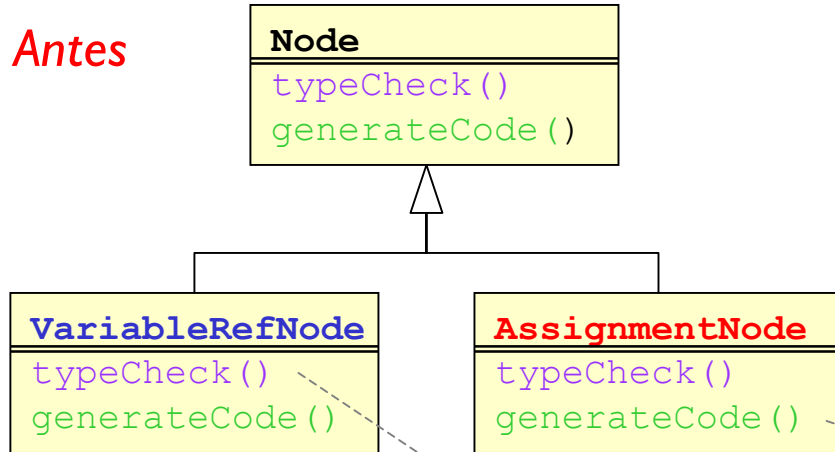 Antes
Node
typeCheck()
generateCode()
VariableRefNode
typeCheck()
generateCode()
AssignmentNode
typeCheck()
generateCode()